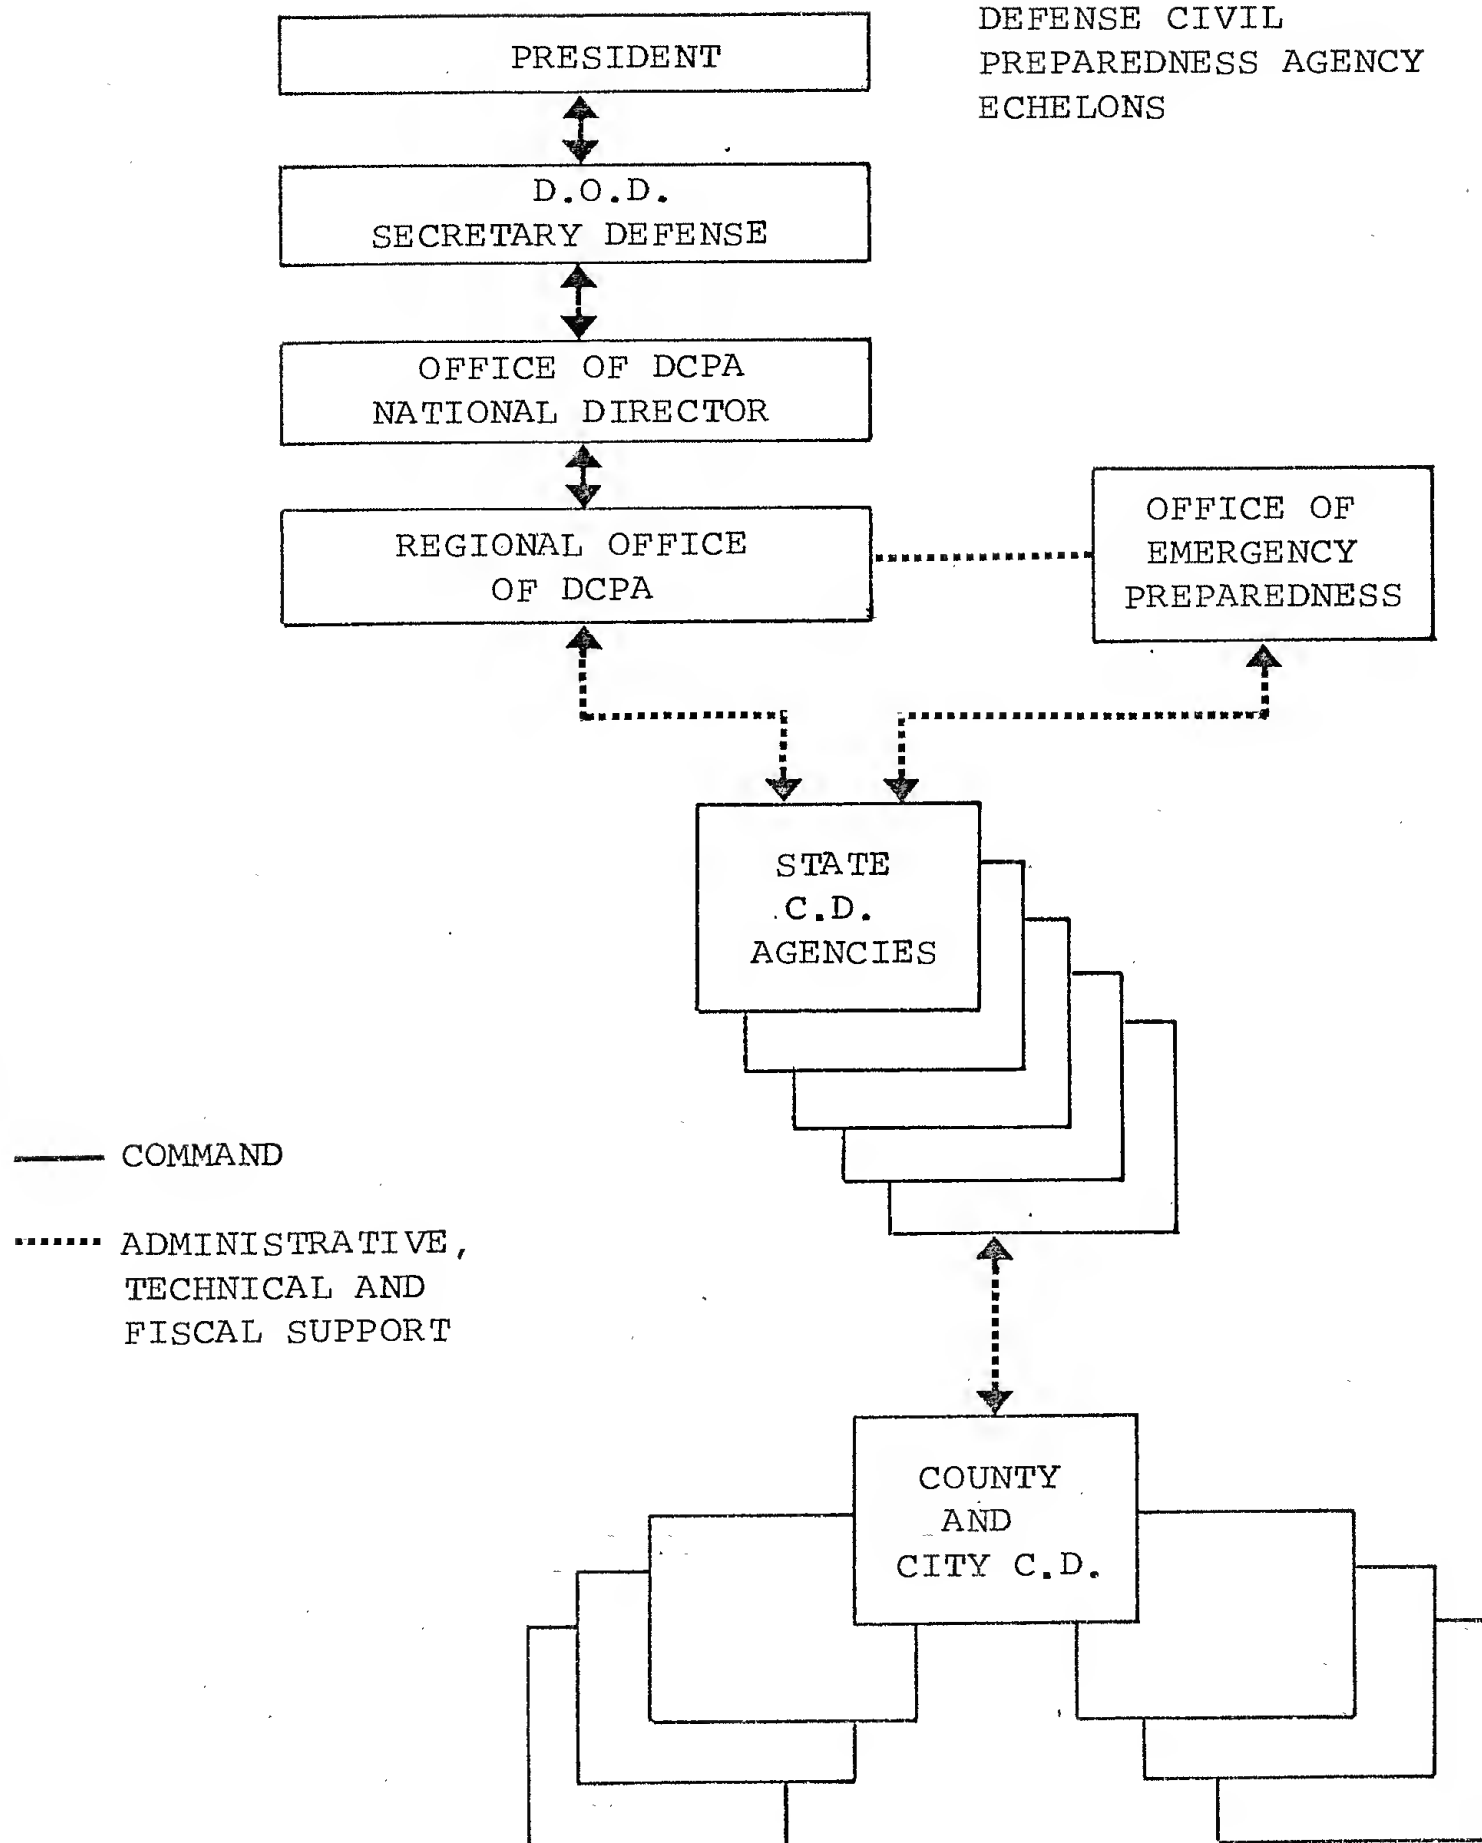 DEFENSE CIVIL
PREPAREDNESS AGENCY
ECHELONS
PRESIDENT
D.O.D.
SECRETARY DEFENSE
OFFICE OF DCPA
NATIONAL DIRECTOR
REGIONAL OFFICE
OF DCPA
OFFICE OF
EMERGENCY
PREPAREDNESS
STATE
C.D.
AGENCIES
COMMAND
ADMINISTRATIVE,
TECHNICAL AND
FISCAL SUPPORT
COUNTY
AND
CITY C.D.